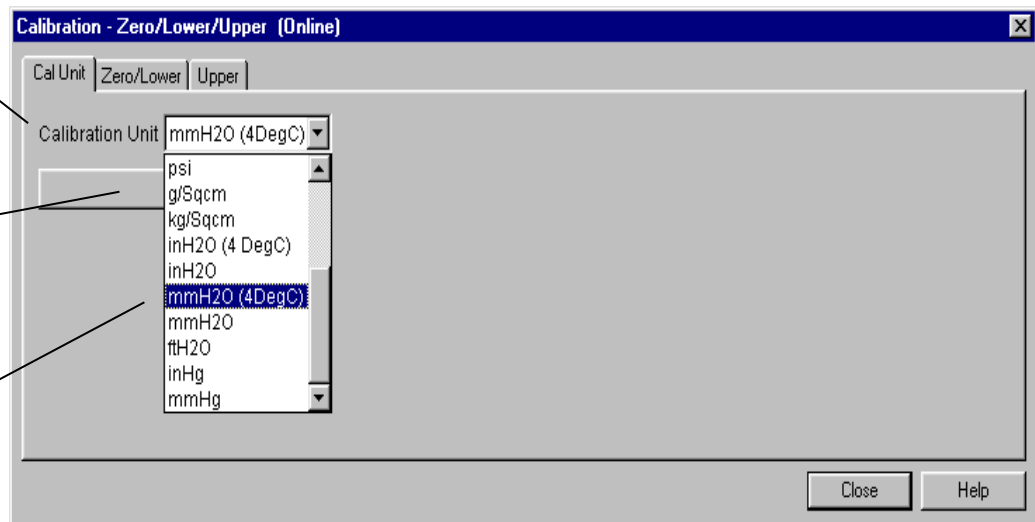 Calibration - Zero/Lower/Upper (Online)
Cal Unit Zero/Lower Upper
Calibration Unit mmH2O (4DegC)
psi
g/Sqcm
kg/Sqcm
inH2O (4 DegC)
inH2O
mmH2O (4DegC)
mmH2O
ftH2O
inHg
mmHg
Close Help